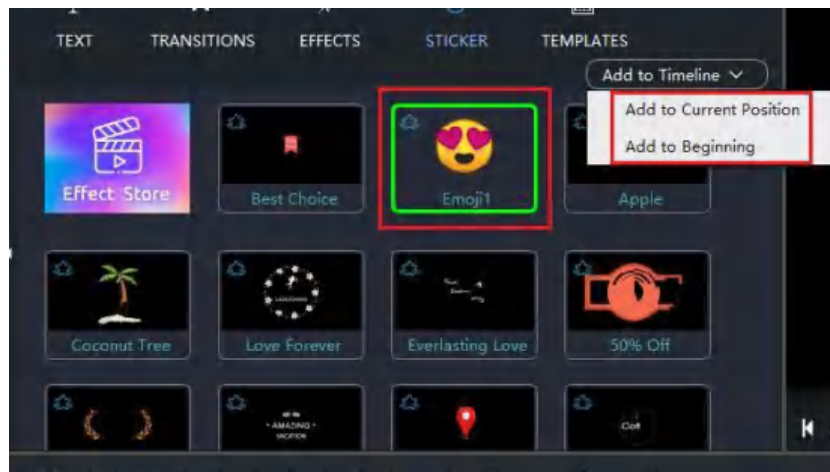 TEXT TRANSITIONS EFFECTS STICKER TEMPLATES
Add to Timeline
Add to Current Position
Add to Beginning
Effect Store
Best Choice
Emoji1
Apple
Coconut Tree
Love Forever
Everlasting Love
50% Off
AMAZING
VACATION